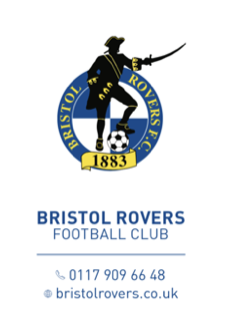 BRISTOL ROVERS F.C.
1883
BRISTOL ROVERS
FOOTBALL CLUB
0117 909 66 48
bristolrovers.co.uk